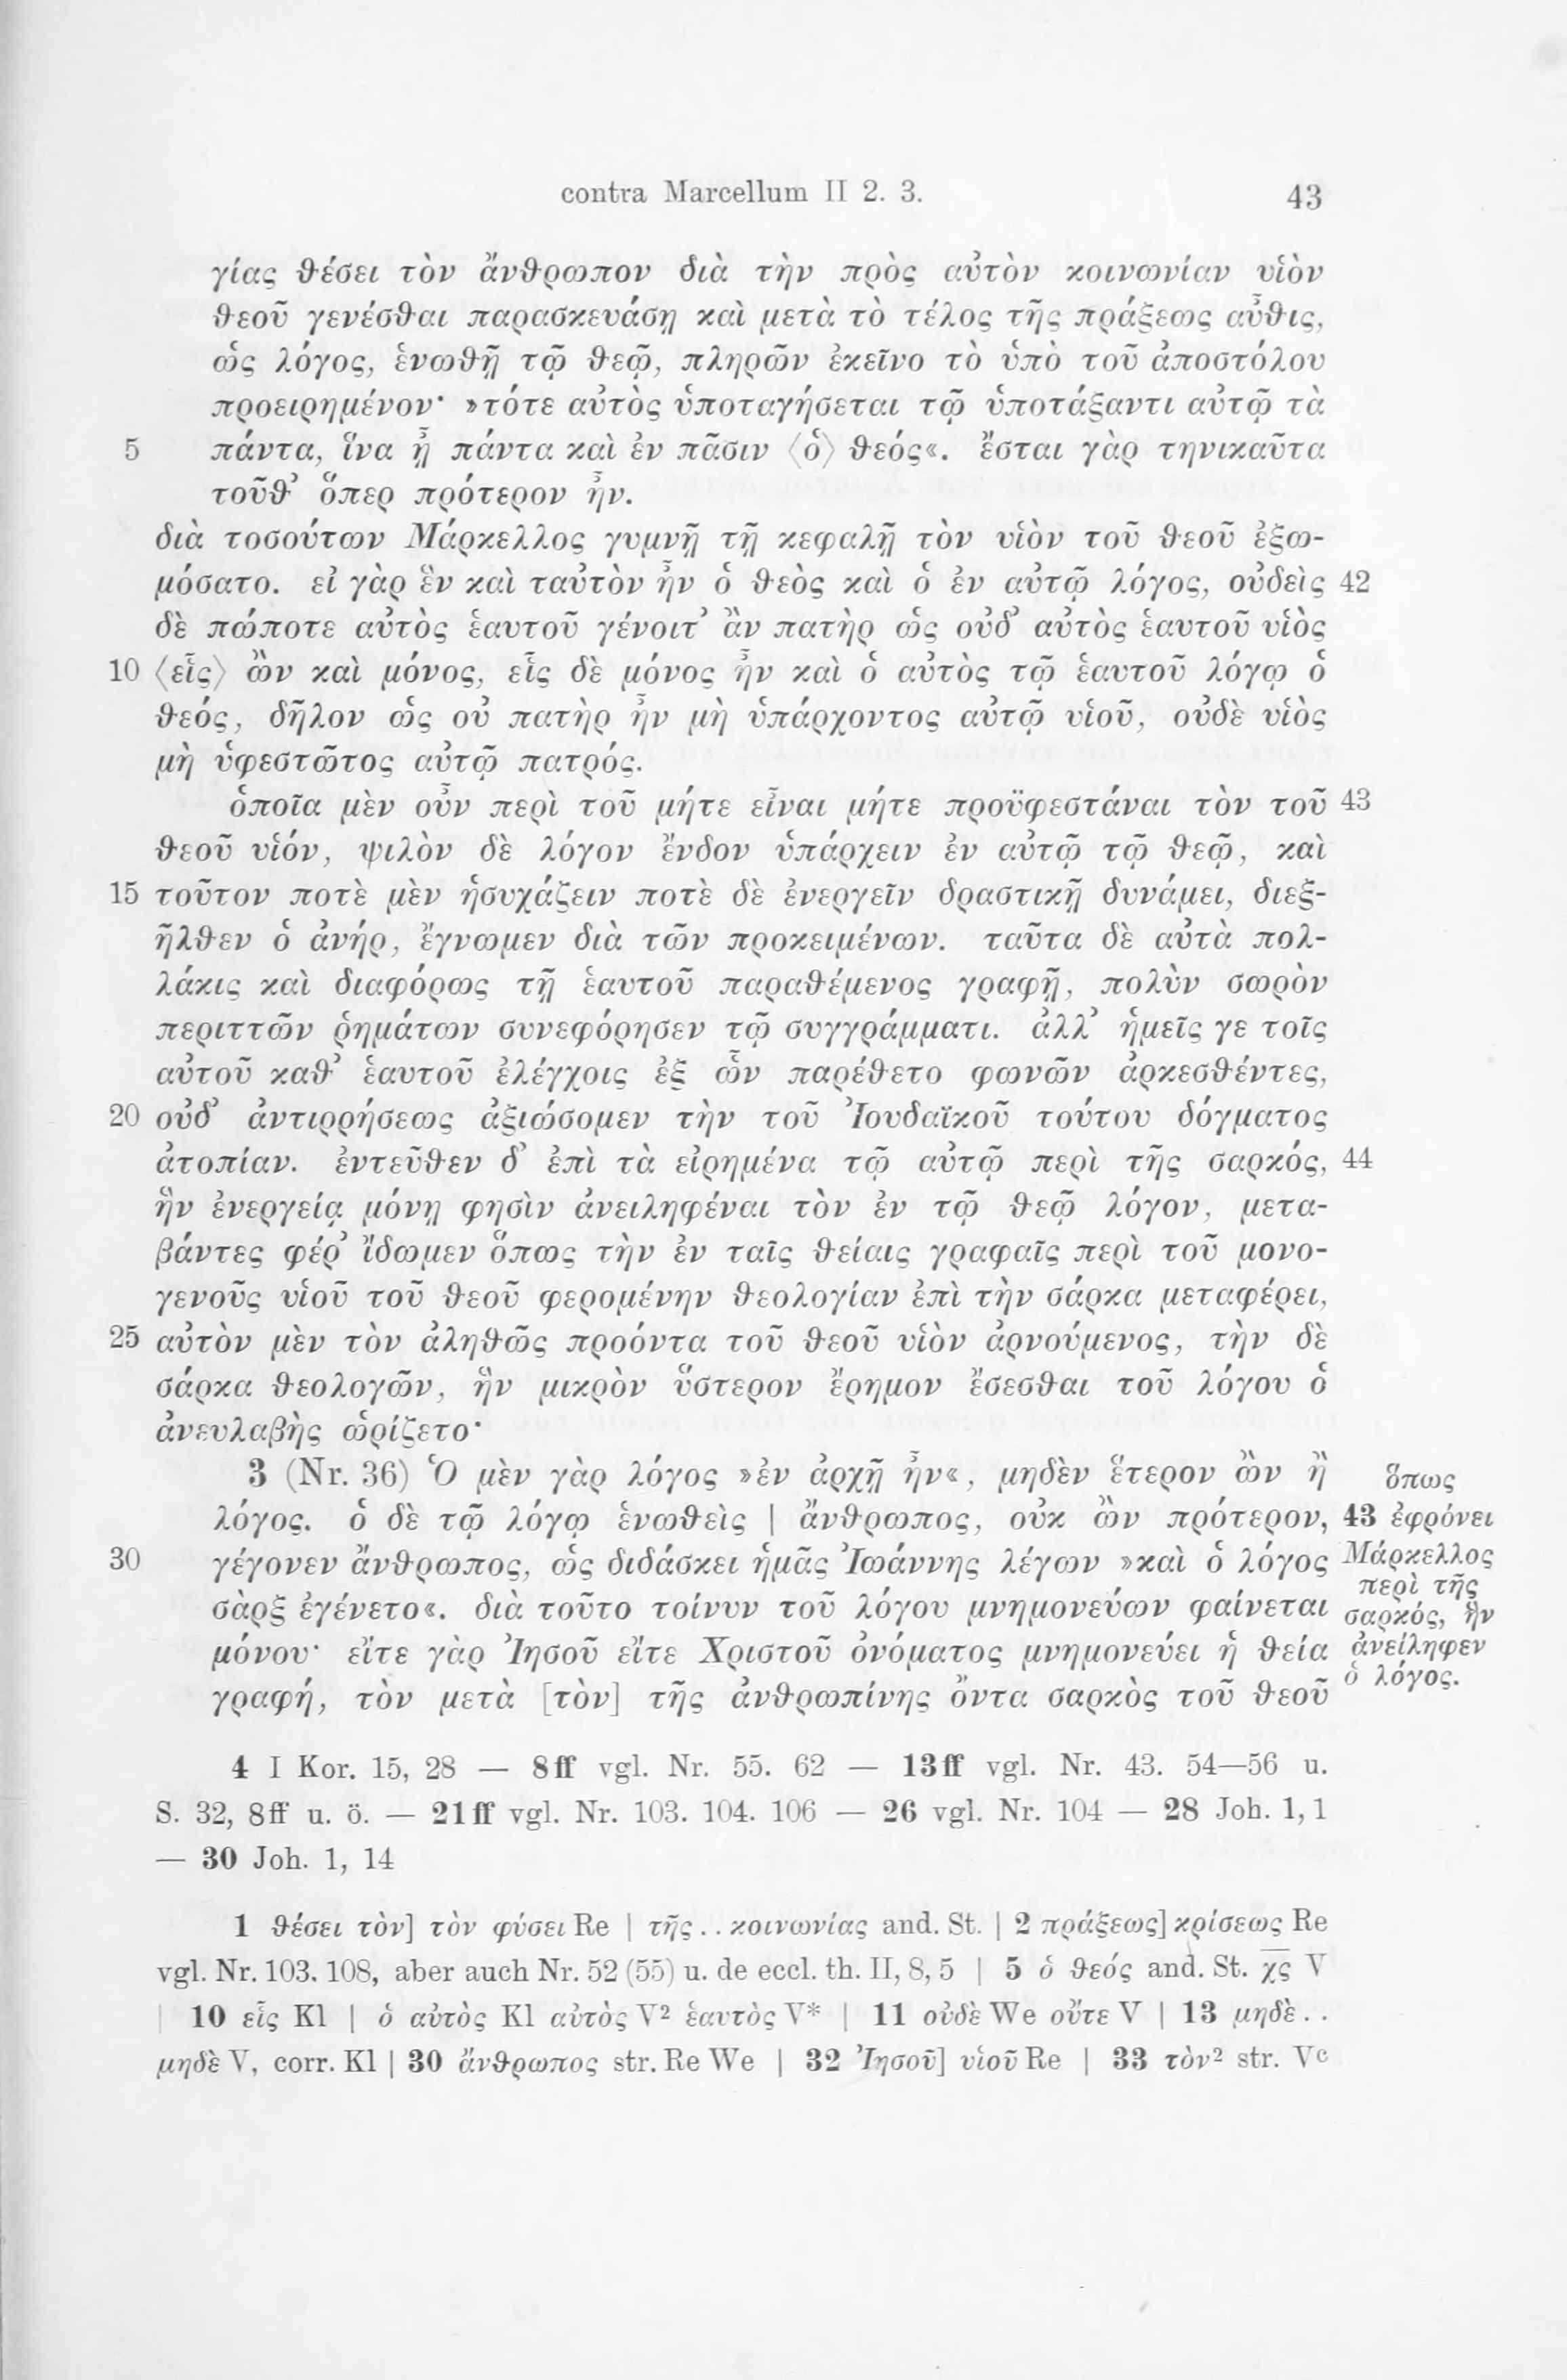 contra Marcellum II 2. 3. 43
γίας θέσει τὸν ἄνθρωπον διὰ τὴν πρὸς αὐτὸν κοινωνίαν υἱὸν
θεοῦ γενέσθαι παρασκευάσῃ καὶ μετὰ τὸ τέλος τῆς πράξεως αὖθις,
ὡς λόγος, ἑνωθῇ τῷ θεῷ, πληρῶν ἐκεῖνο τὸ ὑπὸ τοῦ ἀποστόλου
προειρημένον· »τότε αὐτὸς ὑποταγήσεται τῷ ὑποτάξαντι αὐτῷ τὰ
5 πάντα, ἵνα ᾖ πάντα καὶ ἐν πᾶσιν 〈ὁ〉 θεός«. ἔσται γὰρ τηνικαῦτα
τοῦθ᾽ ὅπερ πρότερον ἦν.
διὰ τοσούτων Μάρκελλος γυμνῇ τῇ κεφαλῇ τὸν υἱὸν τοῦ θεοῦ ἐξω-
μόσατο. εἰ γὰρ ἓν καὶ ταὐτὸν ἦν ὁ θεὸς καὶ ὁ ἐν αὐτῷ λόγος, οὐδεὶς 42
δὲ πώποτε αὐτὸς ἑαυτοῦ γένοιτ᾽ ἂν πατὴρ ὡς οὐδ᾽ αὐτὸς ἑαυτοῦ υἱὸς
10 〈εἷς〉 ὢν καὶ μόνος, εἷς δὲ μόνος ἦν καὶ ὁ αὐτὸς τῷ ἑαυτοῦ λόγῳ ὁ
θεός, δῆλον ὡς οὐ πατὴρ ἦν μὴ ὑπάρχοντος αὐτῷ υἱοῦ, οὐδὲ υἱὸς
μὴ ὑφεστῶτος αὐτῷ πατρός.
ὁποῖα μὲν οὖν περὶ τοῦ μήτε εἶναι μήτε προϋφεστάναι τὸν τοῦ 43
θεοῦ υἱόν, ψιλὸν δὲ λόγον ἔνδον ὑπάρχειν ἐν αὐτῷ τῷ θεῷ, καὶ
15 τοῦτον ποτὲ μὲν ἡσυχάζειν ποτὲ δὲ ἐνεργεῖν δραστικῇ δυνάμει, διεξ-
ῆλθεν ὁ ἀνήρ, ἔγνωμεν διὰ τῶν προκειμένων. ταῦτα δὲ αὐτὰ πολ-
λάκις καὶ διαφόρως τῇ ἑαυτοῦ παραθέμενος γραφῇ, πολὺν σωρὸν
περιττῶν ῥημάτων συνεφόρησεν τῷ συγγράμματι. ἀλλ᾽ ἡμεῖς γε τοῖς
αὐτοῦ καθ᾽ ἑαυτοῦ ἐλέγχοις ἐξ ὧν παρέθετο φωνῶν ἀρκεσθέντες,
20 οὐδ᾽ ἀντιρρήσεως ἀξιώσομεν τὴν τοῦ Ἰουδαϊκοῦ τούτου δόγματος
ἀτοπίαν. ἐντεῦθεν δ᾽ ἐπὶ τὰ εἰρημένα τῷ αὐτῷ περὶ τῆς σαρκός, 44
ἣν ἐνεργείᾳ μόνῃ φησὶν ἀνειληφέναι τὸν ἐν τῷ θεῷ λόγον, μετα-
βάντες φέρ᾽ ἴδωμεν ὅπως τὴν ἐν ταῖς θείαις γραφαῖς περὶ τοῦ μονο-
γενοῦς υἱοῦ τοῦ θεοῦ φερομένην θεολογίαν ἐπὶ τὴν σάρκα μεταφέρει,
25 αὐτὸν μὲν τὸν ἀληθῶς προόντα τοῦ θεοῦ υἱὸν ἀρνούμενος, τὴν δὲ
σάρκα θεολογῶν, ἣν μικρὸν ὕστερον ἔρημον ἔσεσθαι τοῦ λόγου ὁ
ἀνευλαβὴς ὡρίζετο·
3 (Nr. 36) Ὁ μὲν γὰρ λόγος »ἐν ἀρχῇ ἦν«, μηδὲν ἕτερον ὢν ἢ ὅπως
λόγος. ὁ δὲ τῷ λόγῳ ἑνωθεὶς | ἄνθρωπος, οὐκ ὢν πρότερον, 43 ἐφρόνει
30 γέγονεν ἄνθρωπος, ὡς διδάσκει ἡμᾶς Ἰωάννης λέγων »καὶ ὁ λόγος Μάρκελλος
περὶ τῆς
σὰρξ ἐγένετο«. διὰ τοῦτο τοίνυν τοῦ λόγου μνημονεύων φαίνεται σαρκός, ἣν
μόνου· εἴτε γὰρ Ἰησοῦ εἴτε Χριστοῦ ὀνόματος μνημονεύει ἡ θεία ἀνείληφεν
γραφή, τὸν μετὰ [τὸν] τῆς ἀνθρωπίνης ὄντα σαρκὸς τοῦ θεοῦ ὁ λόγος.
4 I Kor. 15, 28 — 8ff vgl. Nr. 55. 62 — 13ff vgl. Nr. 43. 54—56 u.
S. 32, 8ff u. ö. — 21ff vgl. Nr. 103. 104. 106 — 26 vgl. Nr. 104 — 28 Joh. 1, 1
— 30 Joh. 1, 14
1 θέσει τὸν] τὸν φύσει Re | τῆς . . κοινωνίας and. St. | 2 πράξεως] κρίσεως Re
vgl. Nr. 103. 108, aber auch Nr. 52 (55) u. de eccl. th. II, 8, 5 | 5 ὁ θεός and. St. χ̅ς̅ V
| 10 εἷς Kl | ὁ αὐτὸς Kl αὐτὸς V² ἑαυτὸς V* | 11 οὐδὲ We οὔτε V | 13 μηδὲ . .
μηδὲ V, corr. Kl | 30 ἄνθρωπος str. Re We | 32 Ἰησοῦ] υἱοῦ Re | 33 τὸν² str. Vᶜ